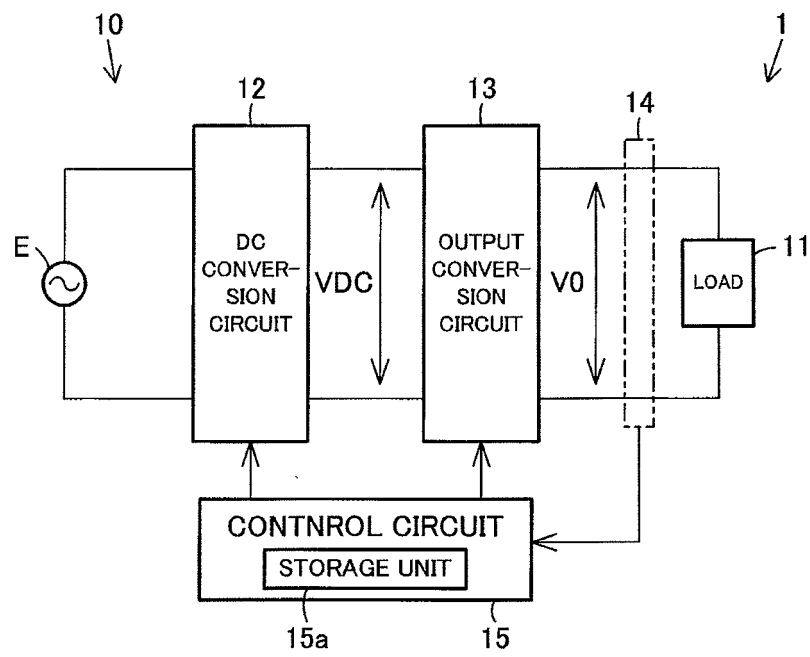 10
1
12
13
14
E
DC
CONVER-
SION
CIRCUIT
VDC
OUTPUT
CONVER-
SION
CIRCUIT
V0
LOAD
11
CONTNROL CIRCUIT
STORAGE UNIT
15a
15